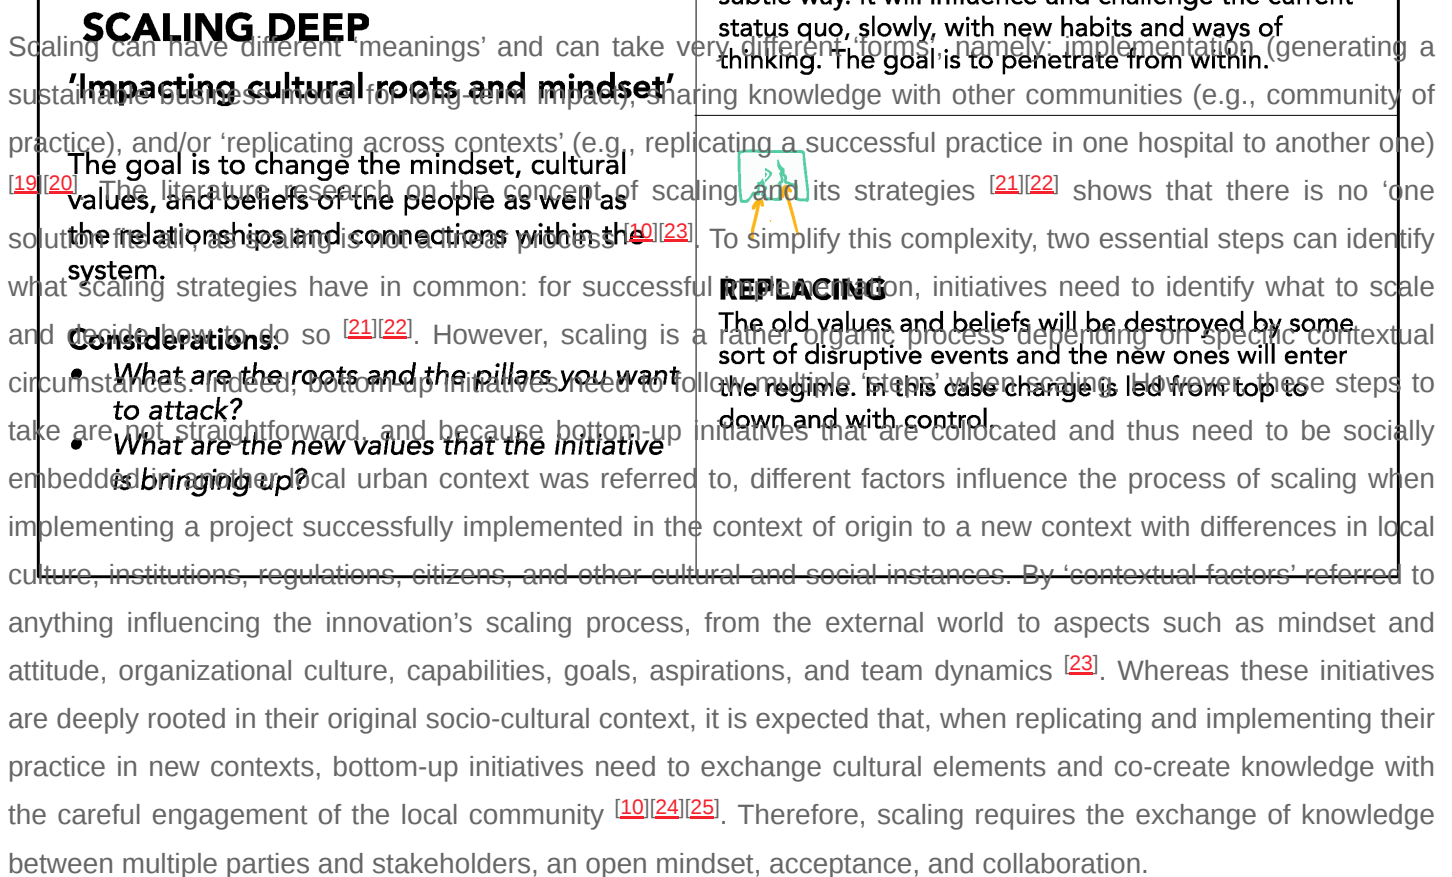 SCALING DEEP
'Impacting cultural roots and mindset'
The goal is to change the mindset, cultural
values, and beliefs of the people as well as
the relationships and connections within the
system.
Considerations:
• What are the roots and the pillars you want
to attack?
• What are the new values that the initiative
is bringing up?
subtle way. It will influence and challenge the current
status quo, slowly, with new habits and ways of
thinking. The goal is to penetrate from within.
REPLACING
The old values and beliefs will be destroyed by some
sort of disruptive events and the new ones will enter
the regime. In this case change is led from top to
down and with control.
Scaling can have different ‘meanings’ and can take very different ‘forms’, namely: implementation (generating a
sustainable business model for long-term impact), sharing knowledge with other communities (e.g., community of
practice), and/or ‘replicating across contexts’ (e.g., replicating a successful practice in one hospital to another one)
[19][20]. The literature research on the concept of scaling and its strategies [21][22] shows that there is no ‘one
solution fits all’, as scaling is not a linear process [10][23]. To simplify this complexity, two essential steps can identify
what scaling strategies have in common: for successful implementation, initiatives need to identify what to scale
and decide how to do so [21][22]. However, scaling is a rather organic process depending on specific contextual
circumstances. Indeed, bottom-up initiatives need to follow multiple ‘steps’ when scaling. However, these steps to
take are not straightforward, and because bottom-up initiatives that are collocated and thus need to be socially
embedded in another local urban context was referred to, different factors influence the process of scaling when
implementing a project successfully implemented in the context of origin to a new context with differences in local
culture, institutions, regulations, citizens, and other cultural and social instances. By ‘contextual factors’ referred to
anything influencing the innovation’s scaling process, from the external world to aspects such as mindset and
attitude, organizational culture, capabilities, goals, aspirations, and team dynamics [23]. Whereas these initiatives
are deeply rooted in their original socio-cultural context, it is expected that, when replicating and implementing their
practice in new contexts, bottom-up initiatives need to exchange cultural elements and co-create knowledge with
the careful engagement of the local community [10][24][25]. Therefore, scaling requires the exchange of knowledge
between multiple parties and stakeholders, an open mindset, acceptance, and collaboration.